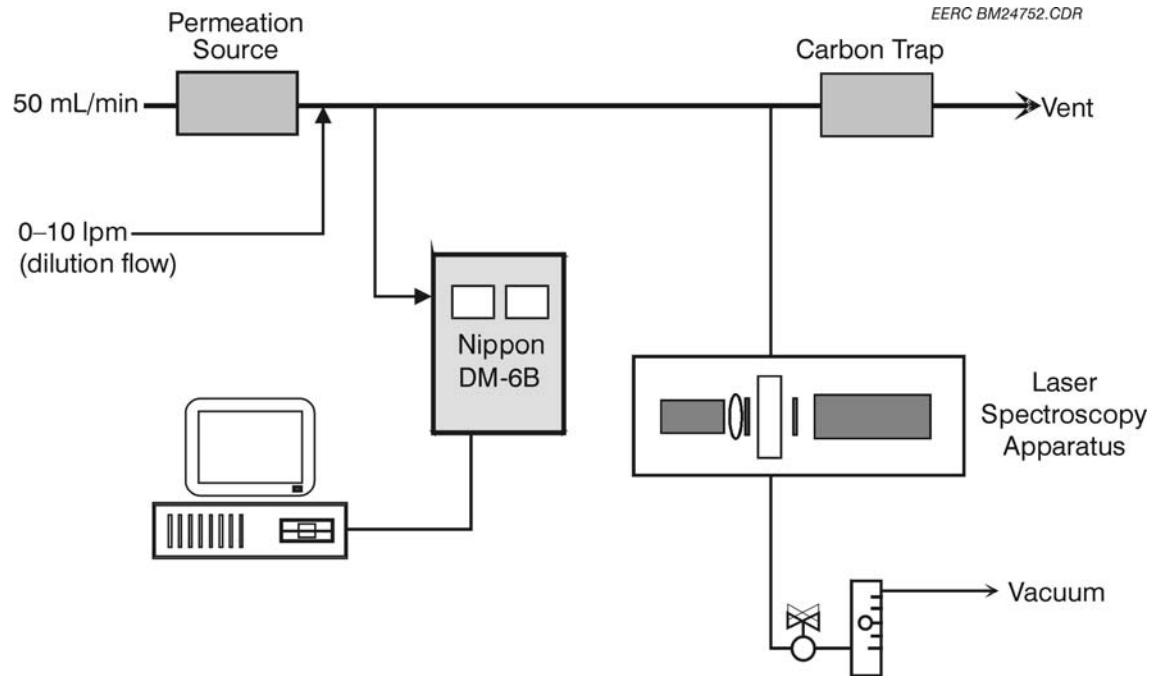 EERC BM24752.CDR
Permeation
Source
Carbon Trap
50 mL/min
Vent
0–10 lpm
(dilution flow)
Nippon
DM-6B
Laser
Spectroscopy
Apparatus
Vacuum